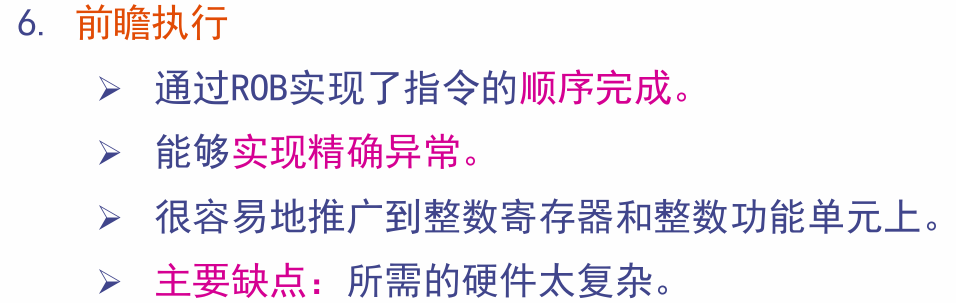 6. 前瞻执行
➢ 通过ROB实现了指令的顺序完成。
➢ 能够实现精确异常。
➢ 很容易地推广到整数寄存器和整数功能单元上。
➢ 主要缺点：所需的硬件太复杂。